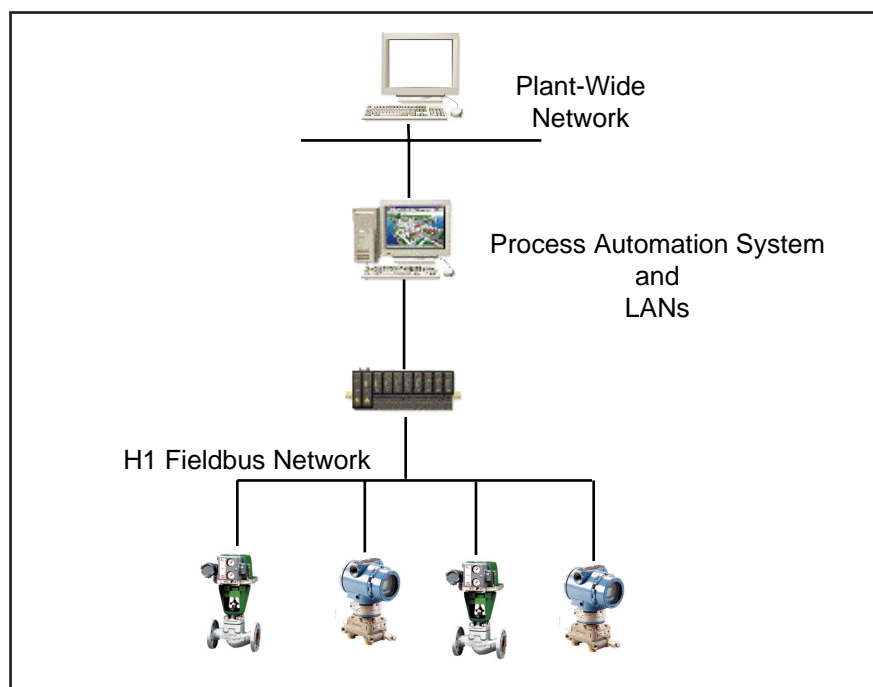 Plant-Wide
Network
Process Automation System
and
LANs
H1 Fieldbus Network